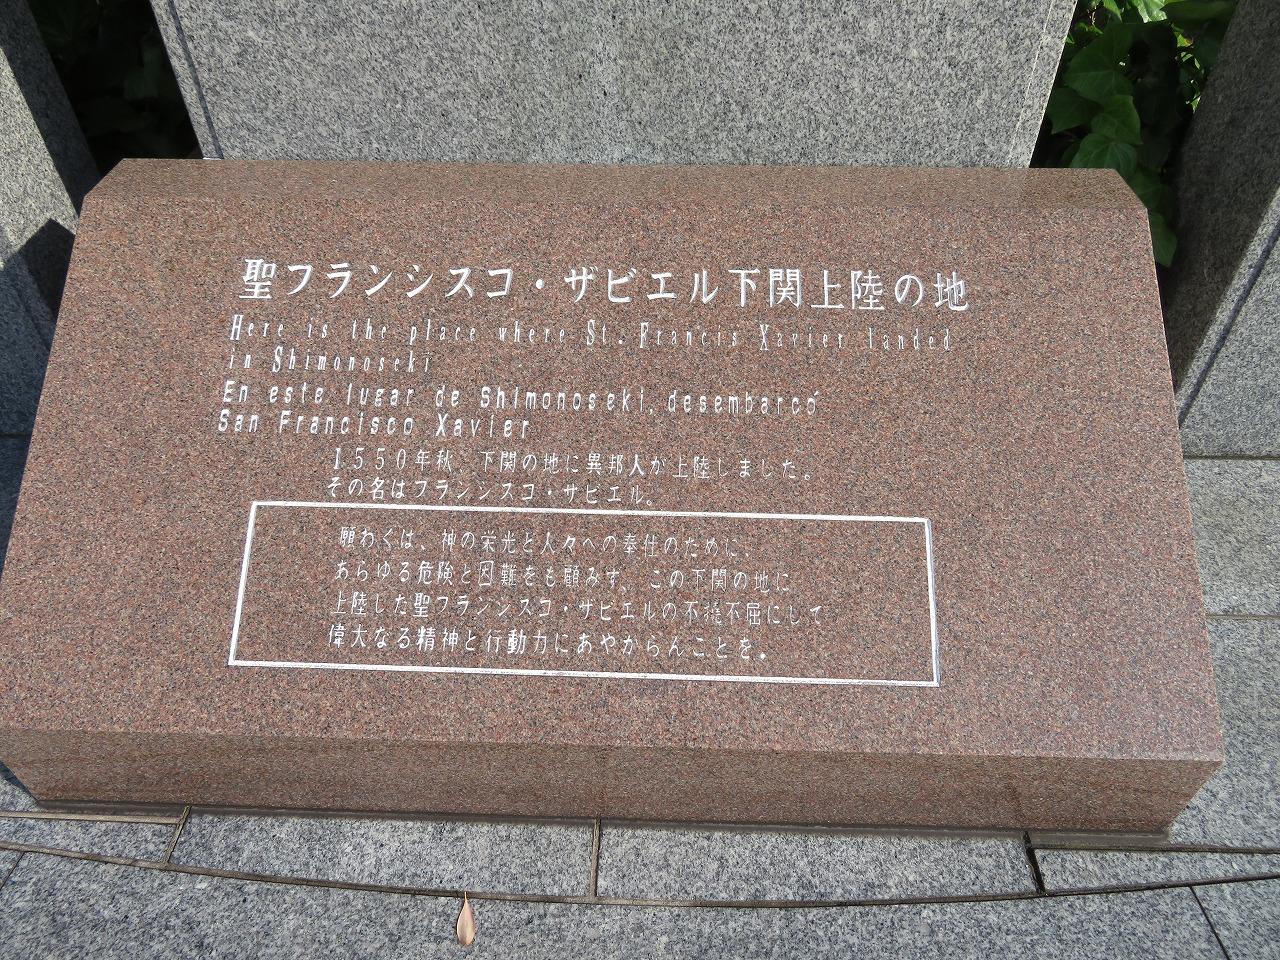 聖フランシスコ・ザビエル下関上陸の地
Here is the place where St. Francis Xavier landed
in Shimonoseki
En este lugar de Shimonoseki, desembarcó
San Francisco Xavier
1550年秋、下関の地に異邦人が上陸しました。
その名はフランシスコ・サビエル。
願わくは、神の栄光と人々への奉仕のために、
あらゆる危険と困難をも顧みず、この下関の地に
上陸した聖フランシスコ・サビエルの不撓不屈にして
偉大なる精神と行動力にあやからんことを。